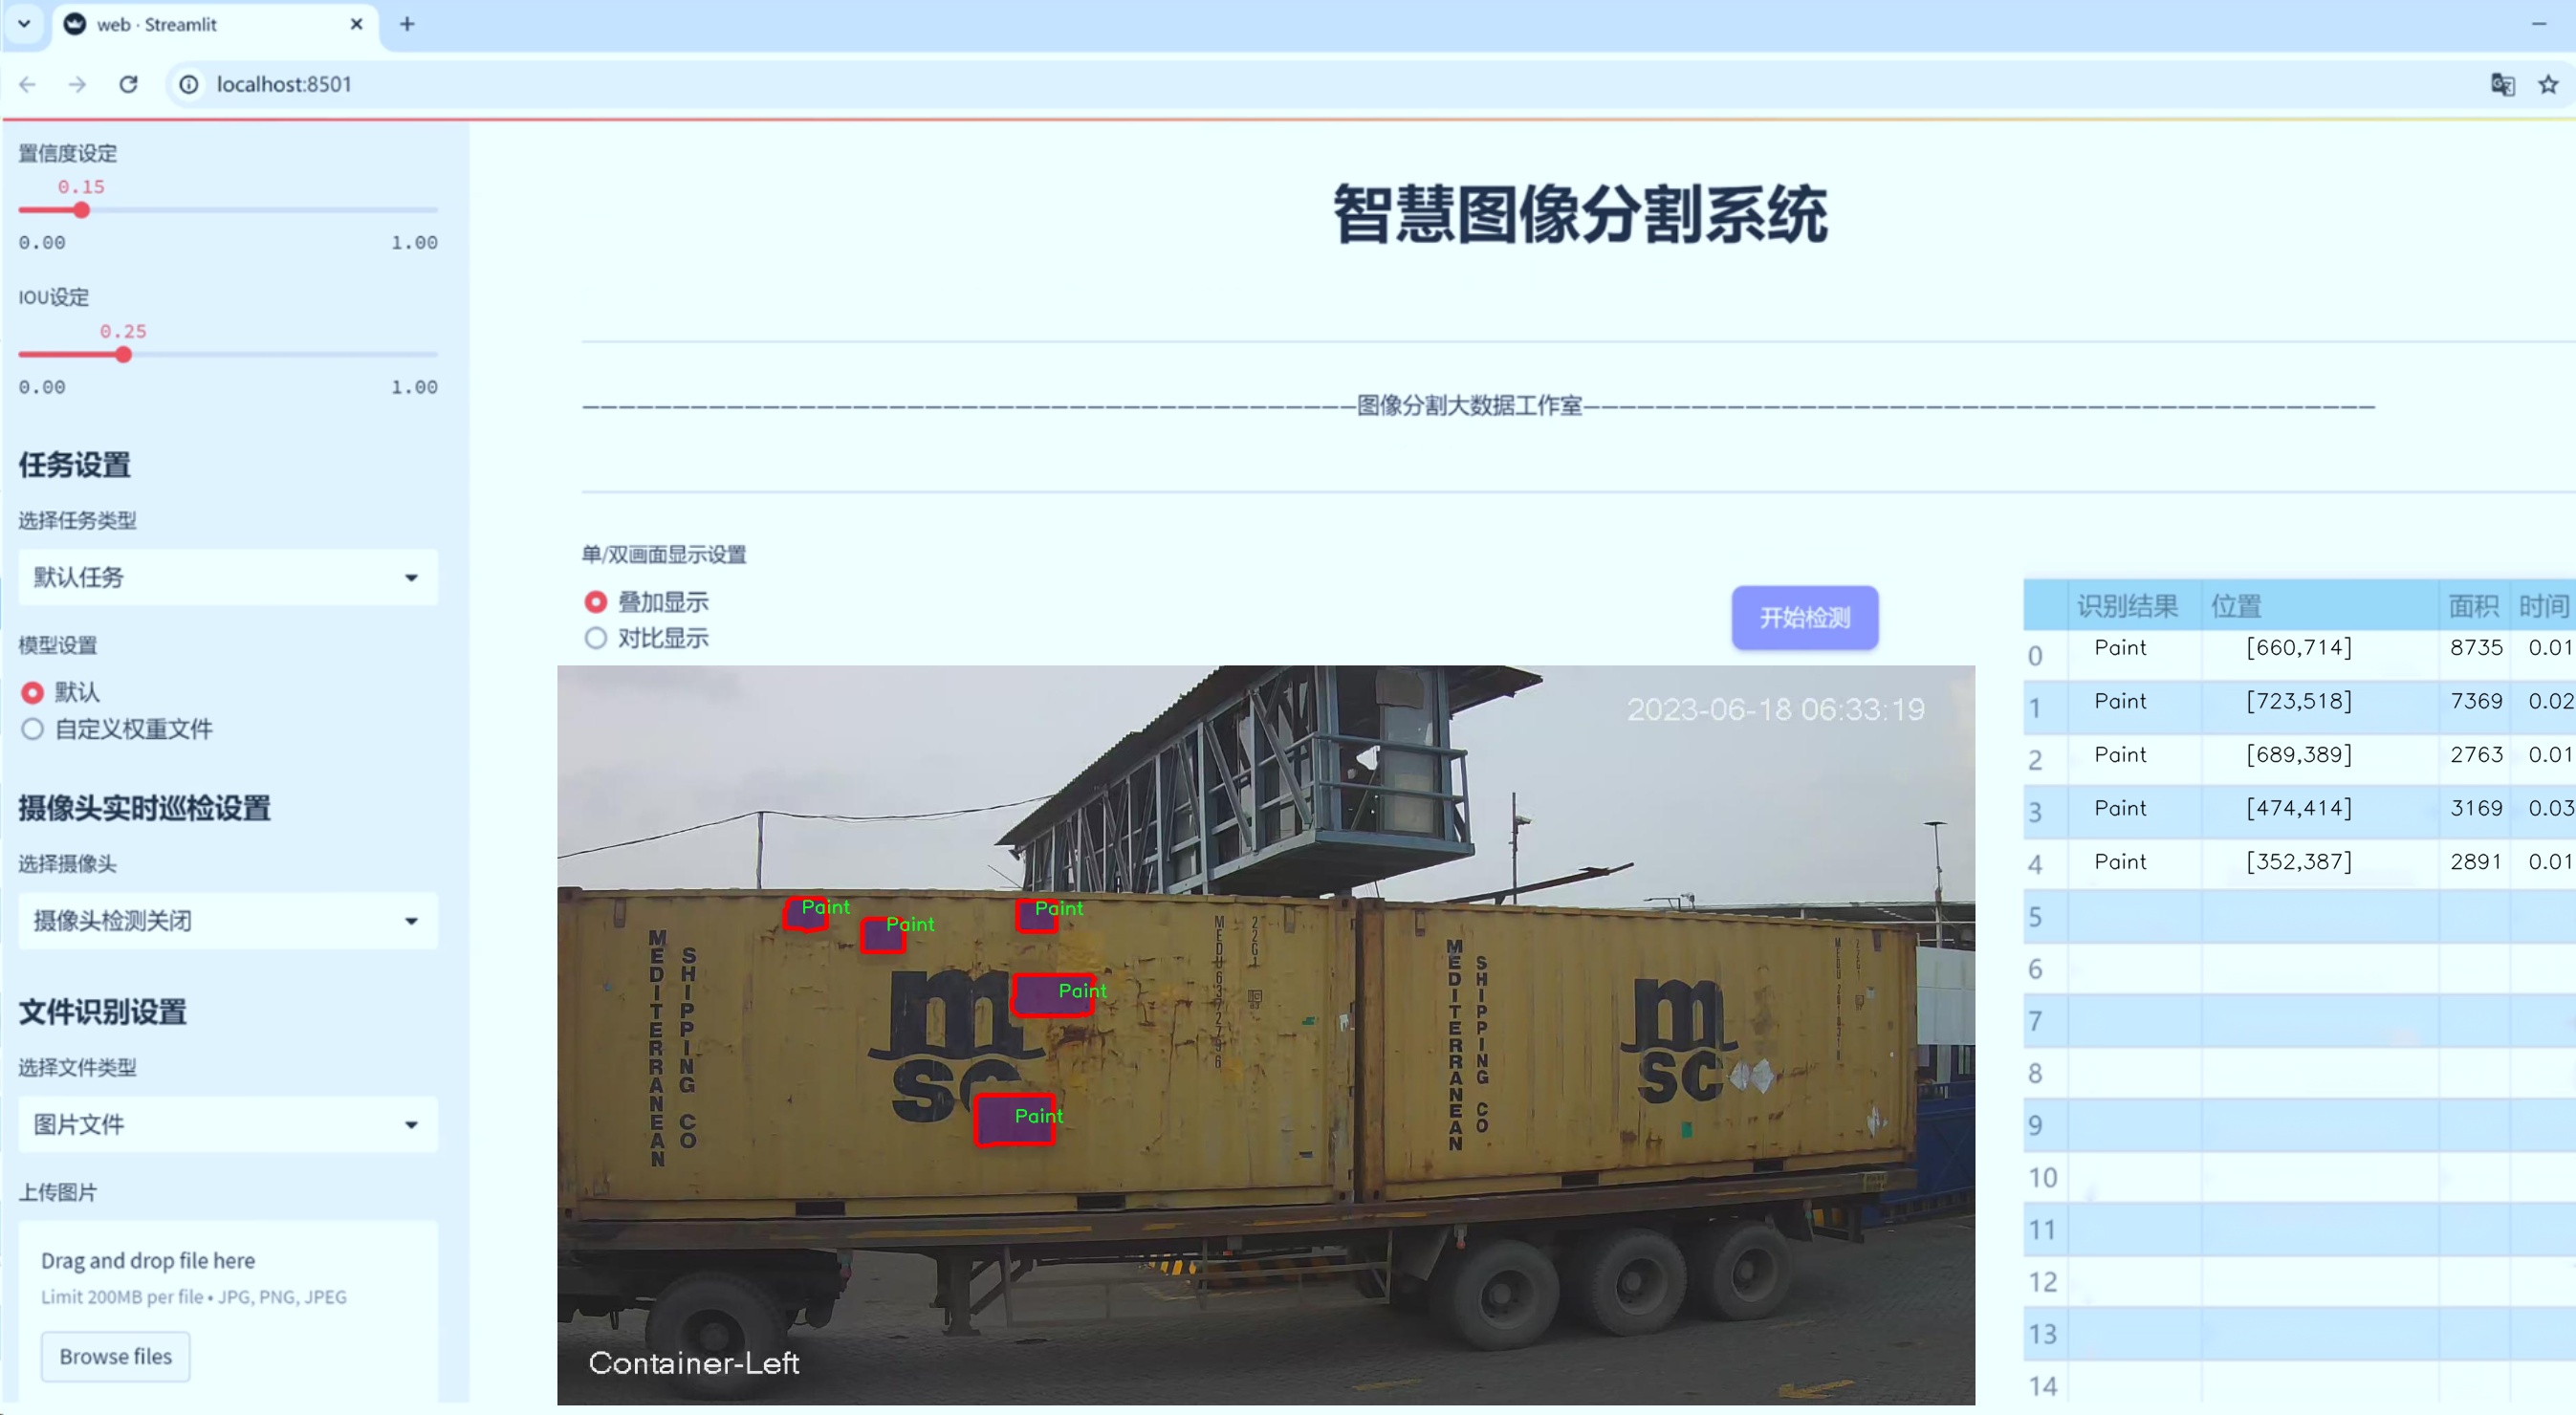 web · Streamlit
localhost:8501
置信度设定
0.15
0.00 1.00
IOU设定
0.25
0.00 1.00
任务设置
选择任务类型
默认任务
模型设置
默认
自定义权重文件
摄像头实时巡检设置
选择摄像头
摄像头检测关闭
文件识别设置
选择文件类型
图片文件
上传图片
Drag and drop file here
Limit 200MB per file • JPG, PNG, JPEG
Browse files
智慧图像分割系统
图像分割大数据工作室
单/双画面显示设置
叠加显示
对比显示
开始检测
2023-06-18 06:33:19
Paint
Paint
Paint
Paint
Paint
MEDITERRANEAN
SHIPPING CO
m
SC
22G1
MEDITERRANEAN
SHIPPING CO
m
SC
Container-Left
识别结果 位置 面积 时间
0 Paint [660,714] 8735 0.01
1 Paint [723,518] 7369 0.02
2 Paint [689,389] 2763 0.01
3 Paint [474,414] 3169 0.03
4 Paint [352,387] 2891 0.01
5
6
7
8
9
10
11
12
13
14